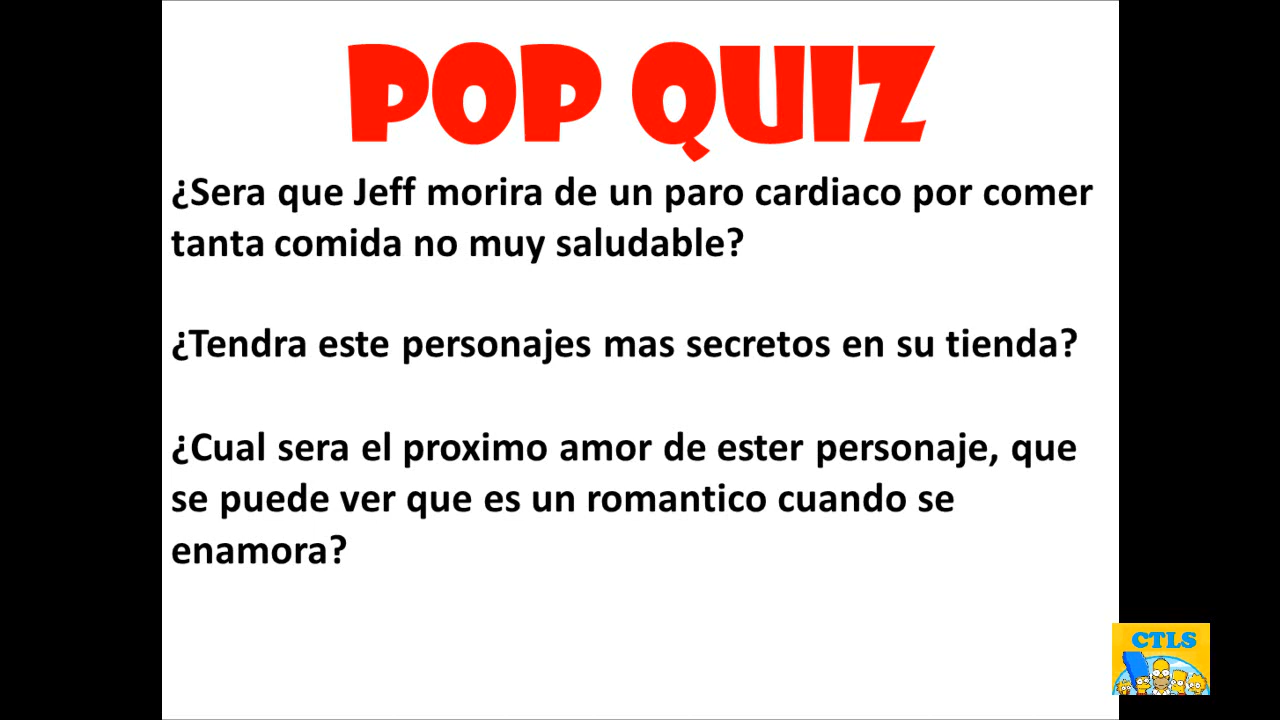 POP QUIZ
¿Sera que Jeff morira de un paro cardiaco por comer
tanta comida no muy saludable?
¿Tendra este personajes mas secretos en su tienda?
¿Cual sera el proximo amor de ester personaje, que
se puede ver que es un romantico cuando se
enamora?
CTLS